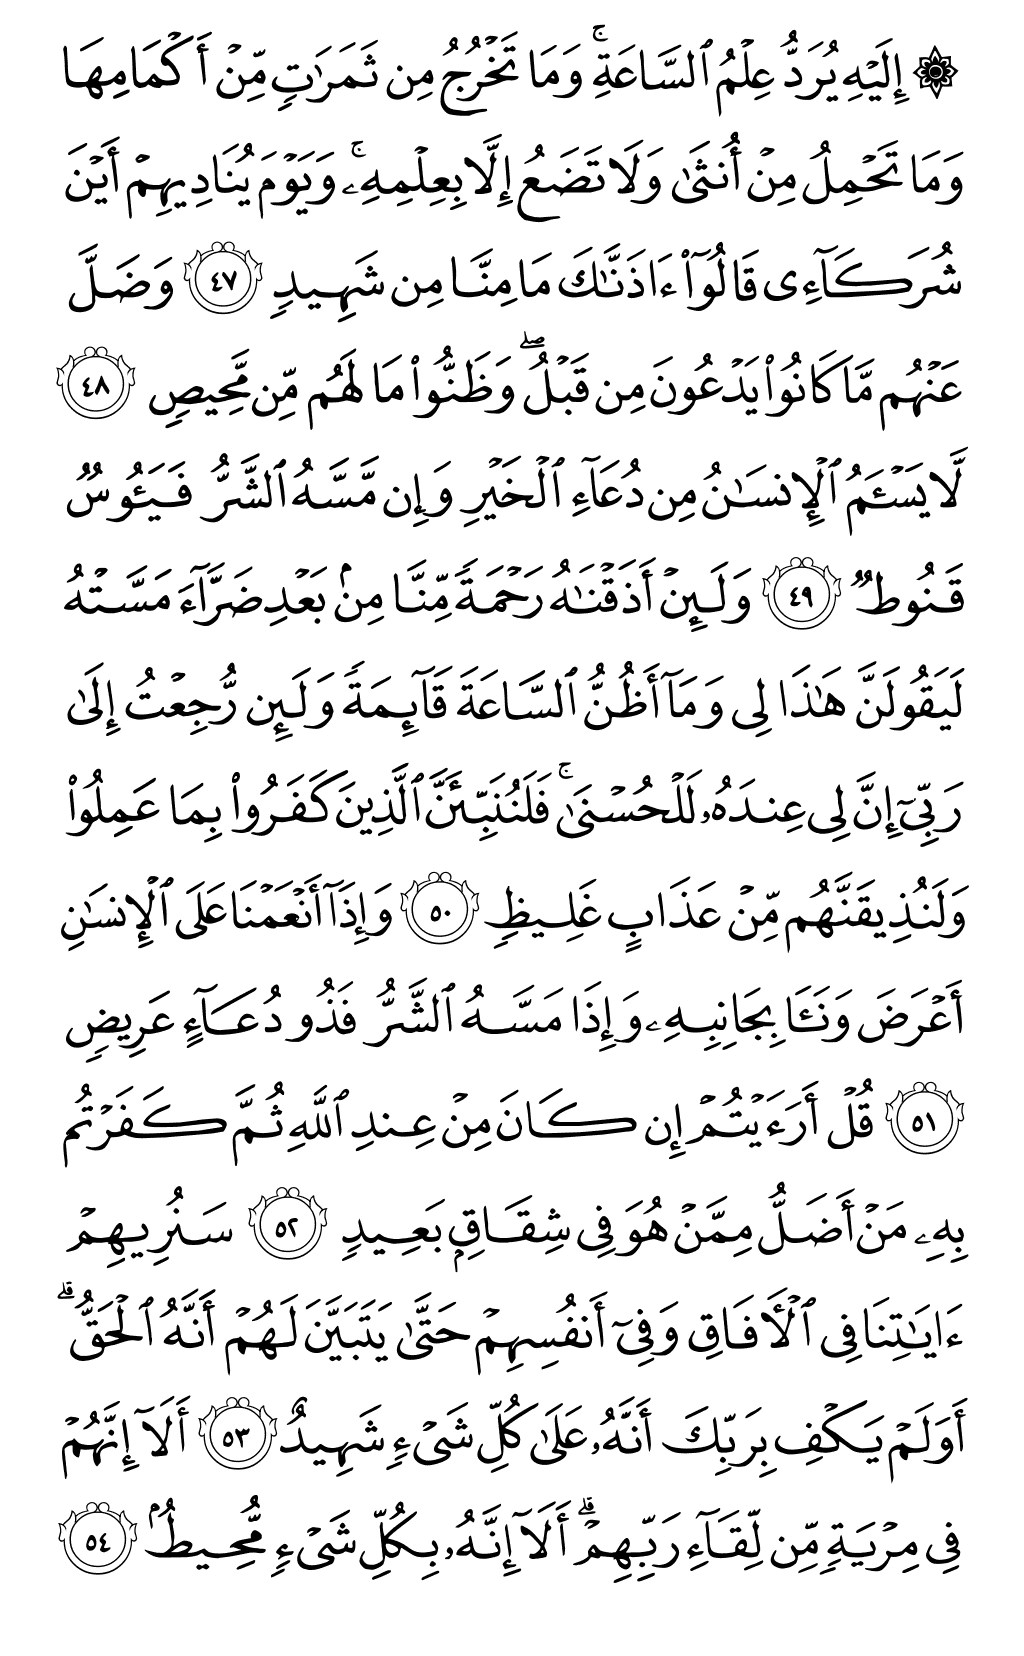 ۞ إِلَيْهِ يُرَدُّ عِلْمُ ٱلسَّاعَةِ ۚ وَمَا تَخْرُجُ مِن ثَمَرَٰتٍ مِّنْ أَكْمَامِهَا
وَمَا تَحْمِلُ مِنْ أُنثَىٰ وَلَا تَضَعُ إِلَّا بِعِلْمِهِۦ ۚ وَيَوْمَ يُنَادِيهِمْ أَيْنَ
شُرَكَآءِى قَالُوٓا۟ ءَاذَنَّـٰكَ مَا مِنَّا مِن شَهِيدٍ ٤٧ وَضَلَّ
عَنْهُم مَّا كَانُوا۟ يَدْعُونَ مِن قَبْلُ ۖ وَظَنُّوا۟ مَا لَهُم مِّن مَّحِيصٍ ٤٨
لَّا يَسْـَٔمُ ٱلْإِنسَـٰنُ مِن دُعَآءِ ٱلْخَيْرِ وَإِن مَّسَّهُ ٱلشَّرُّ فَيَـُٔوسٌ
قَنُوطٌ ٤٩ وَلَئِنْ أَذَقْنَـٰهُ رَحْمَةً مِّنَّا مِنۢ بَعْدِ ضَرَّآءَ مَسَّتْهُ
لَيَقُولَنَّ هَـٰذَا لِى وَمَآ أَظُنُّ ٱلسَّاعَةَ قَآئِمَةً وَلَئِن رُّجِعْتُ إِلَىٰ
رَبِّىٓ إِنَّ لِى عِندَهُۥ لَلْحُسْنَىٰ ۚ فَلَنُنَبِّئَنَّ ٱلَّذِينَ كَفَرُوا۟ بِمَا عَمِلُوا۟
وَلَنُذِيقَنَّهُم مِّنْ عَذَابٍ غَلِيظٍ ٥٠ وَإِذَآ أَنْعَمْنَا عَلَى ٱلْإِنسَـٰنِ
أَعْرَضَ وَنَـَٔا بِجَانِبِهِۦ وَإِذَا مَسَّهُ ٱلشَّرُّ فَذُو دُعَآءٍ عَرِيضٍ
٥١ قُلْ أَرَءَيْتُمْ إِن كَانَ مِنْ عِندِ ٱللَّهِ ثُمَّ كَفَرْتُم
بِهِۦ مَنْ أَضَلُّ مِمَّنْ هُوَ فِى شِقَاقٍۭ بَعِيدٍ ٥٢ سَنُرِيهِمْ
ءَايَـٰتِنَا فِى ٱلْـَٔافَاقِ وَفِىٓ أَنفُسِهِمْ حَتَّىٰ يَتَبَيَّنَ لَهُمْ أَنَّهُ ٱلْحَقُّ ۗ
أَوَلَمْ يَكْفِ بِرَبِّكَ أَنَّهُۥ عَلَىٰ كُلِّ شَىْءٍ شَهِيدٌ ٥٣ أَلَآ إِنَّهُمْ
فِى مِرْيَةٍ مِّن لِّقَآءِ رَبِّهِمْ ۗ أَلَآ إِنَّهُۥ بِكُلِّ شَىْءٍ مُّحِيطٌۢ ٥٤